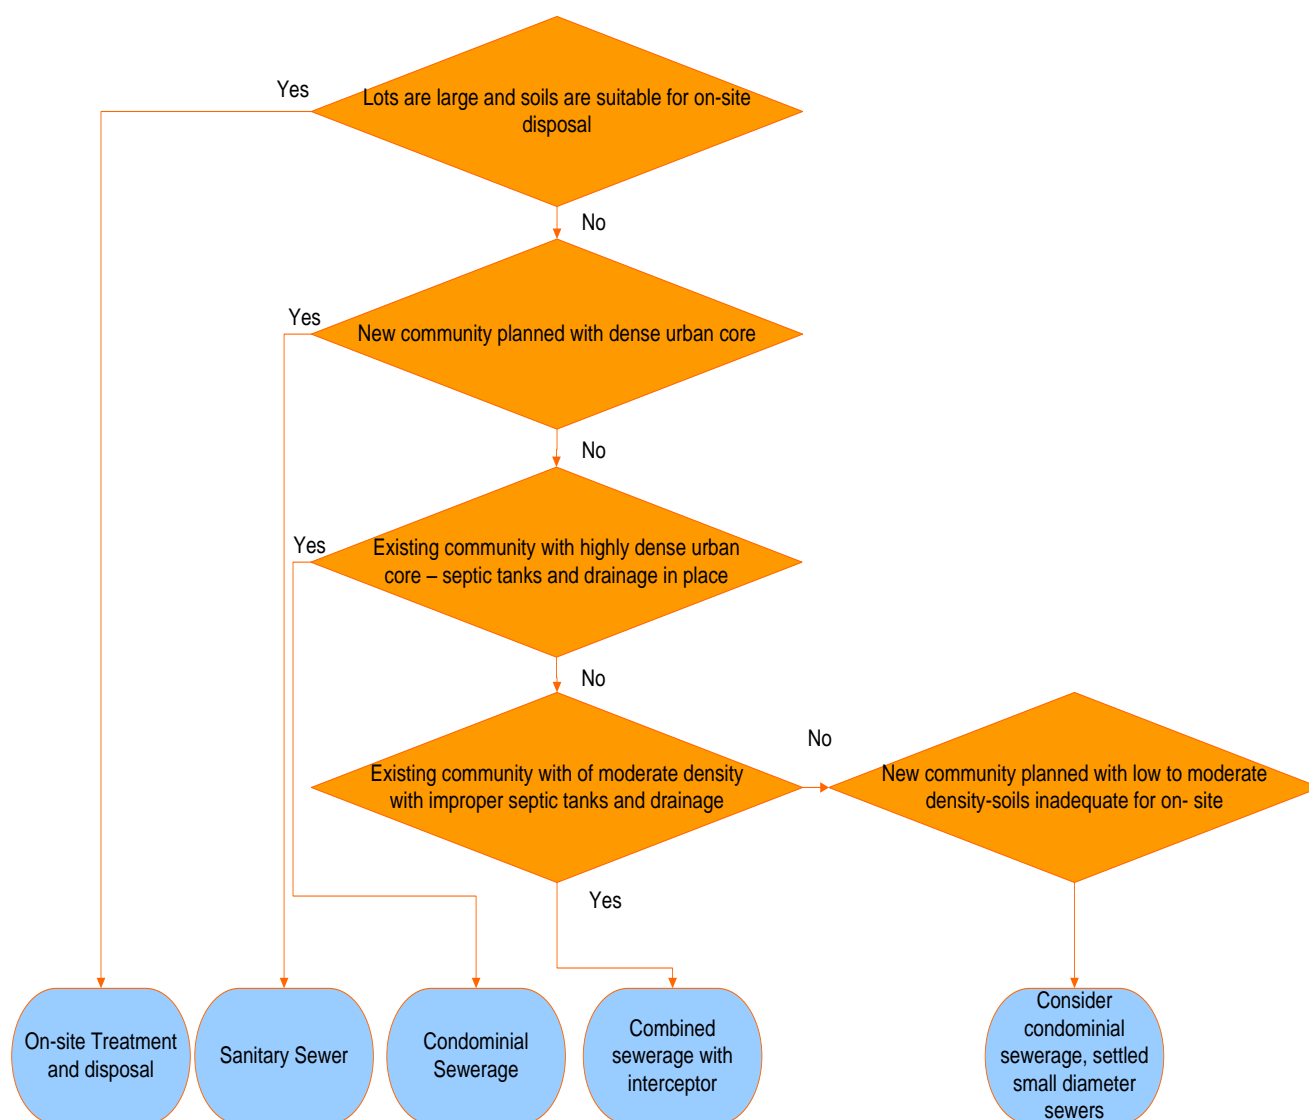 Yes
Lots are large and soils are suitable for on-site
disposal
No
Yes
New community planned with dense urban core
No
Yes
Existing community with highly dense urban
core – septic tanks and drainage in place
No
Existing community with of moderate density
with improper septic tanks and drainage
No
New community planned with low to moderate
density-soils inadequate for on- site
Yes
On-site Treatment
and disposal
Sanitary Sewer
Condominial
Sewerage
Combined
sewerage with
interceptor
Consider
condominial
sewerage, settled
small diameter
sewers